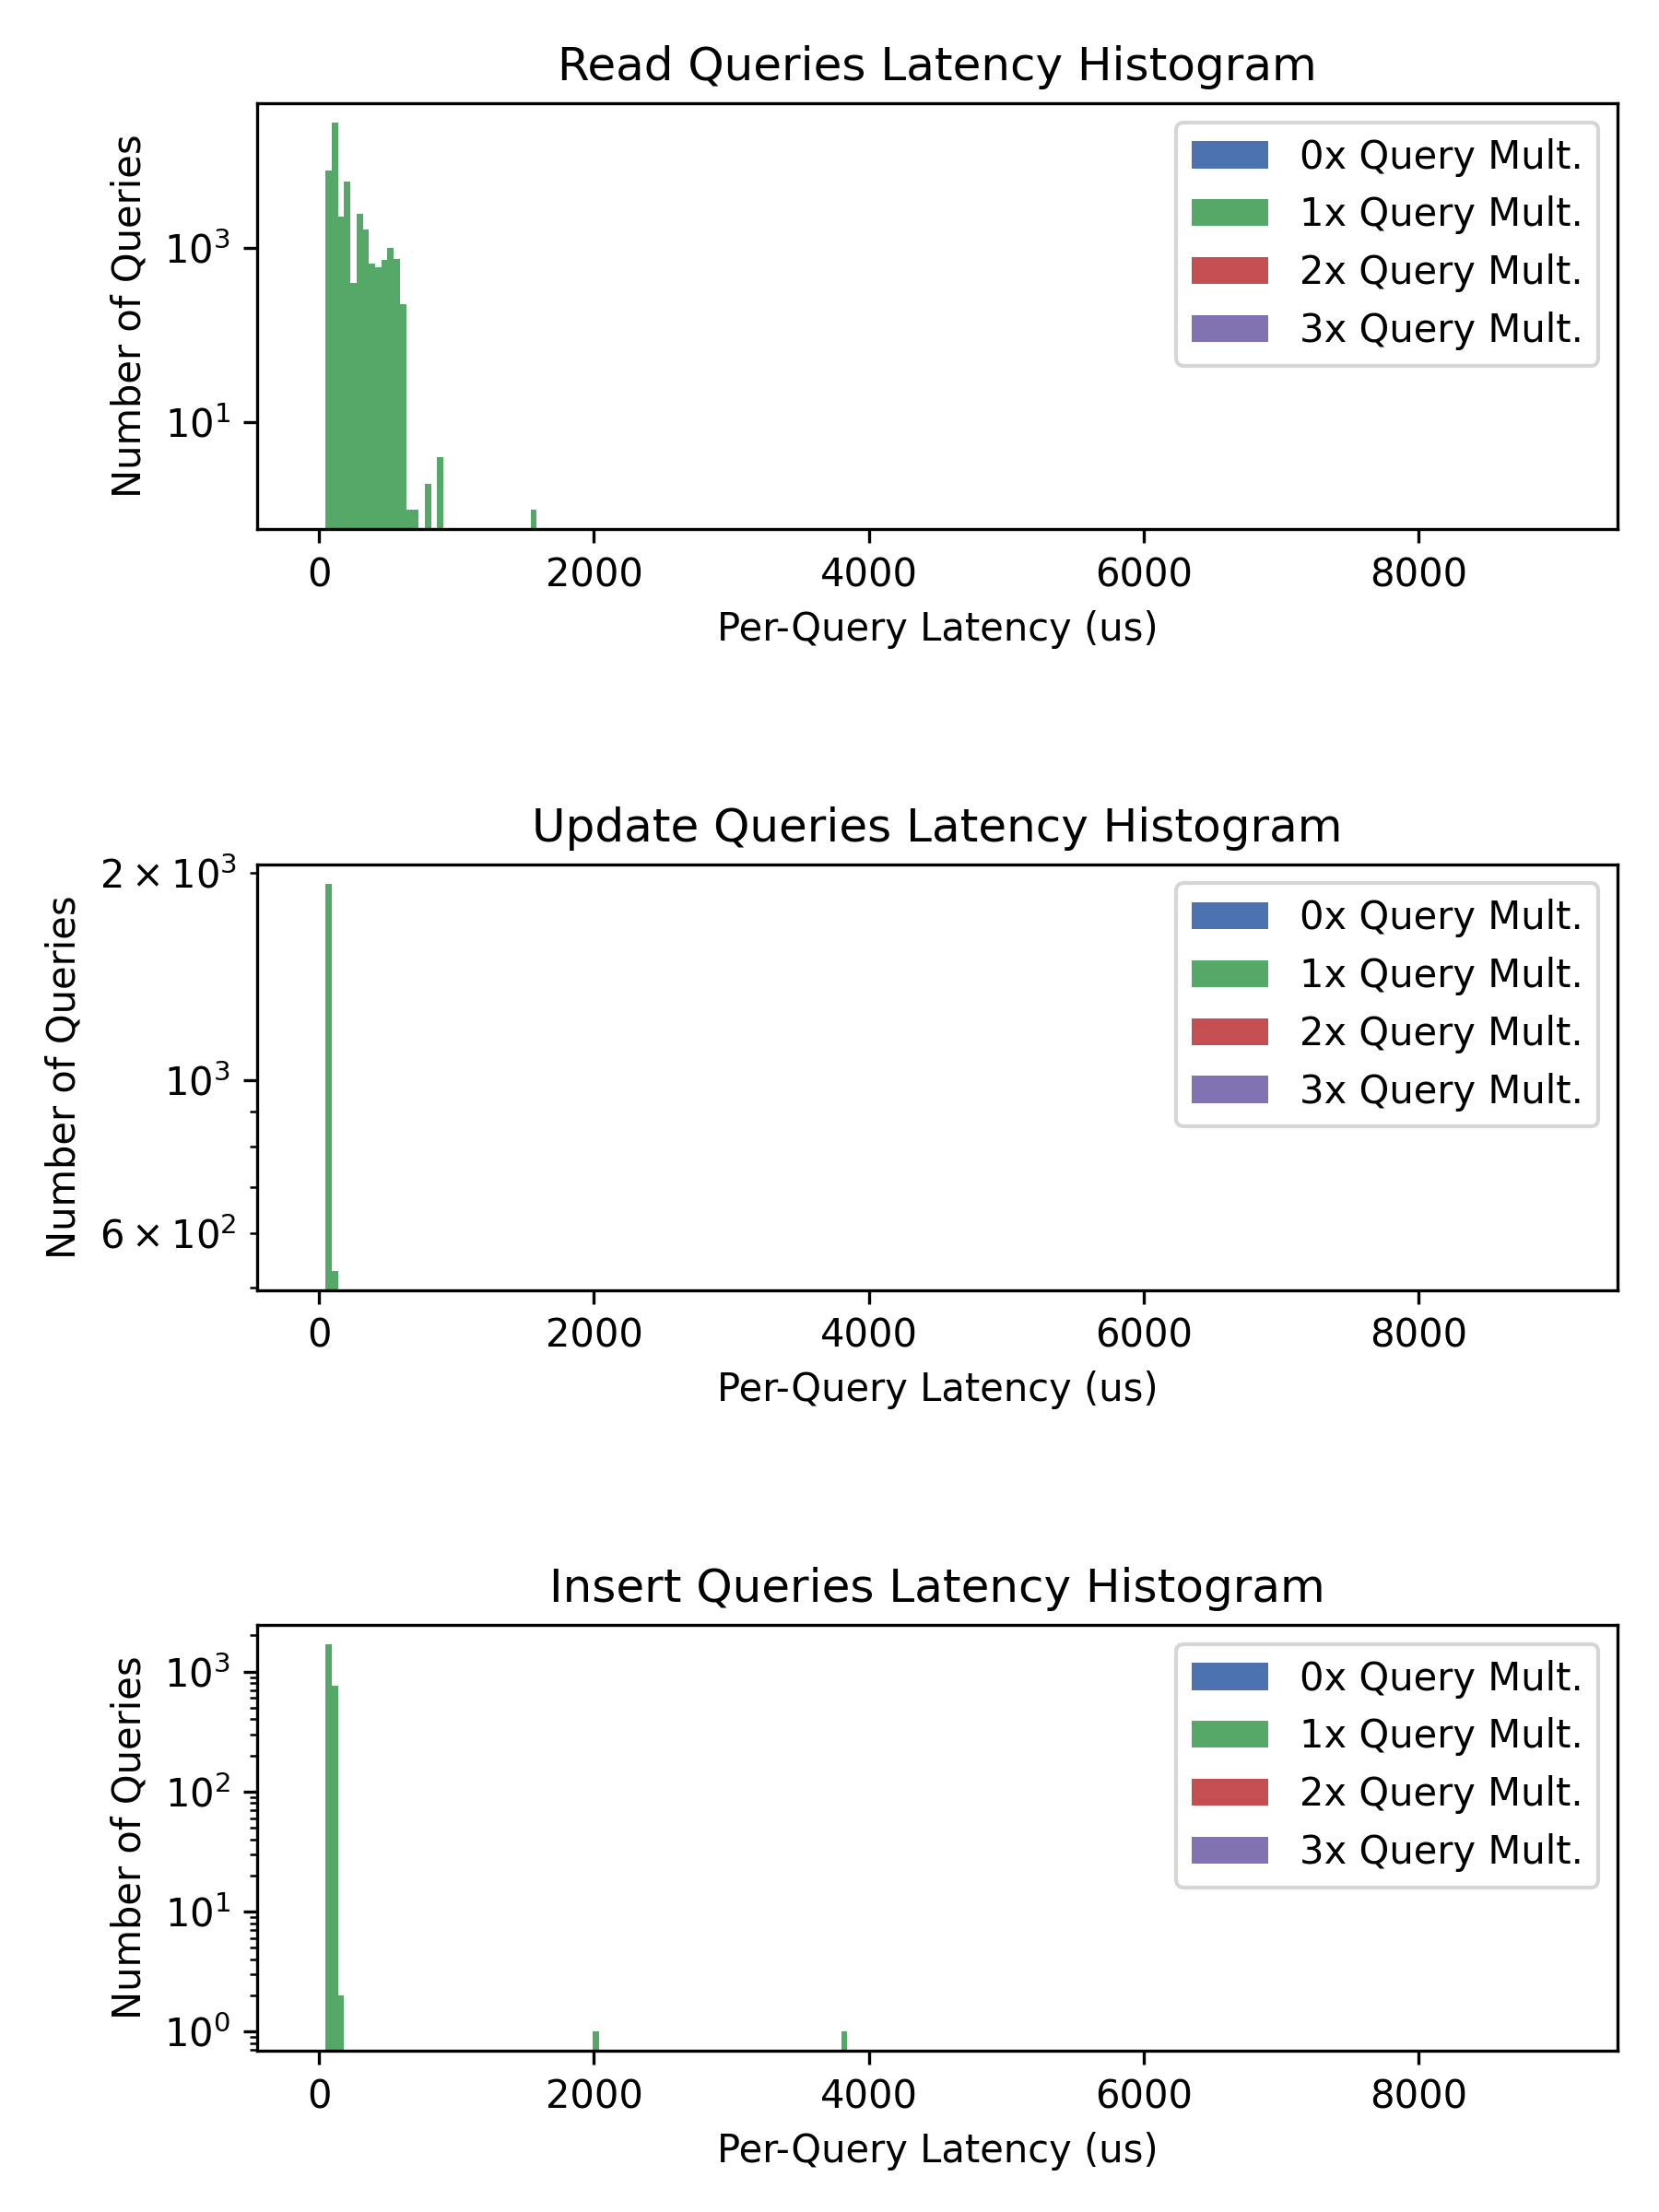 Read Queries Latency Histogram
Number of Queries
10³
10¹
0x Query Mult.
1x Query Mult.
2x Query Mult.
3x Query Mult.
0 2000 4000 6000 8000
Per-Query Latency (us)
Update Queries Latency Histogram
Number of Queries
2 × 10³
10³
6 × 10²
0x Query Mult.
1x Query Mult.
2x Query Mult.
3x Query Mult.
0 2000 4000 6000 8000
Per-Query Latency (us)
Insert Queries Latency Histogram
Number of Queries
10³
10²
10¹
10⁰
0x Query Mult.
1x Query Mult.
2x Query Mult.
3x Query Mult.
0 2000 4000 6000 8000
Per-Query Latency (us)